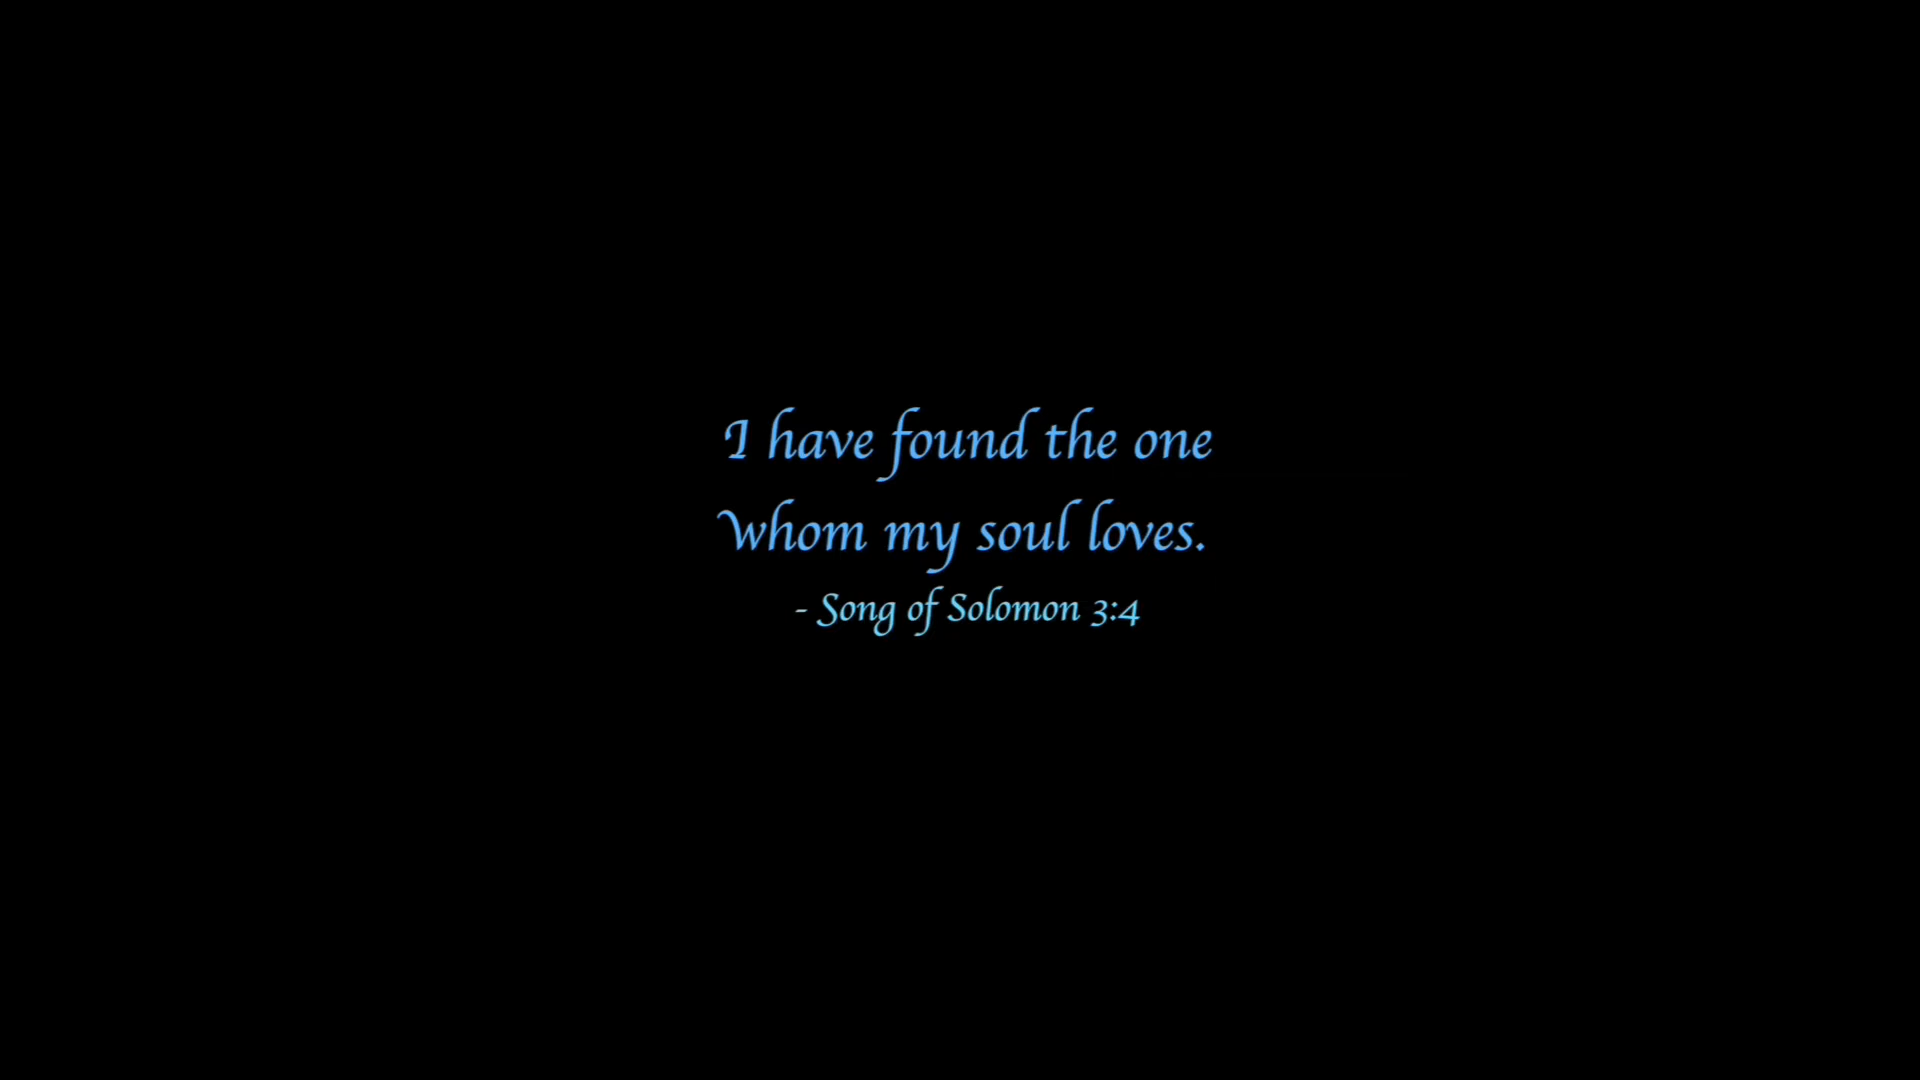 I have found the one
Whom my soul loves.
- Song of Solomon 3:4